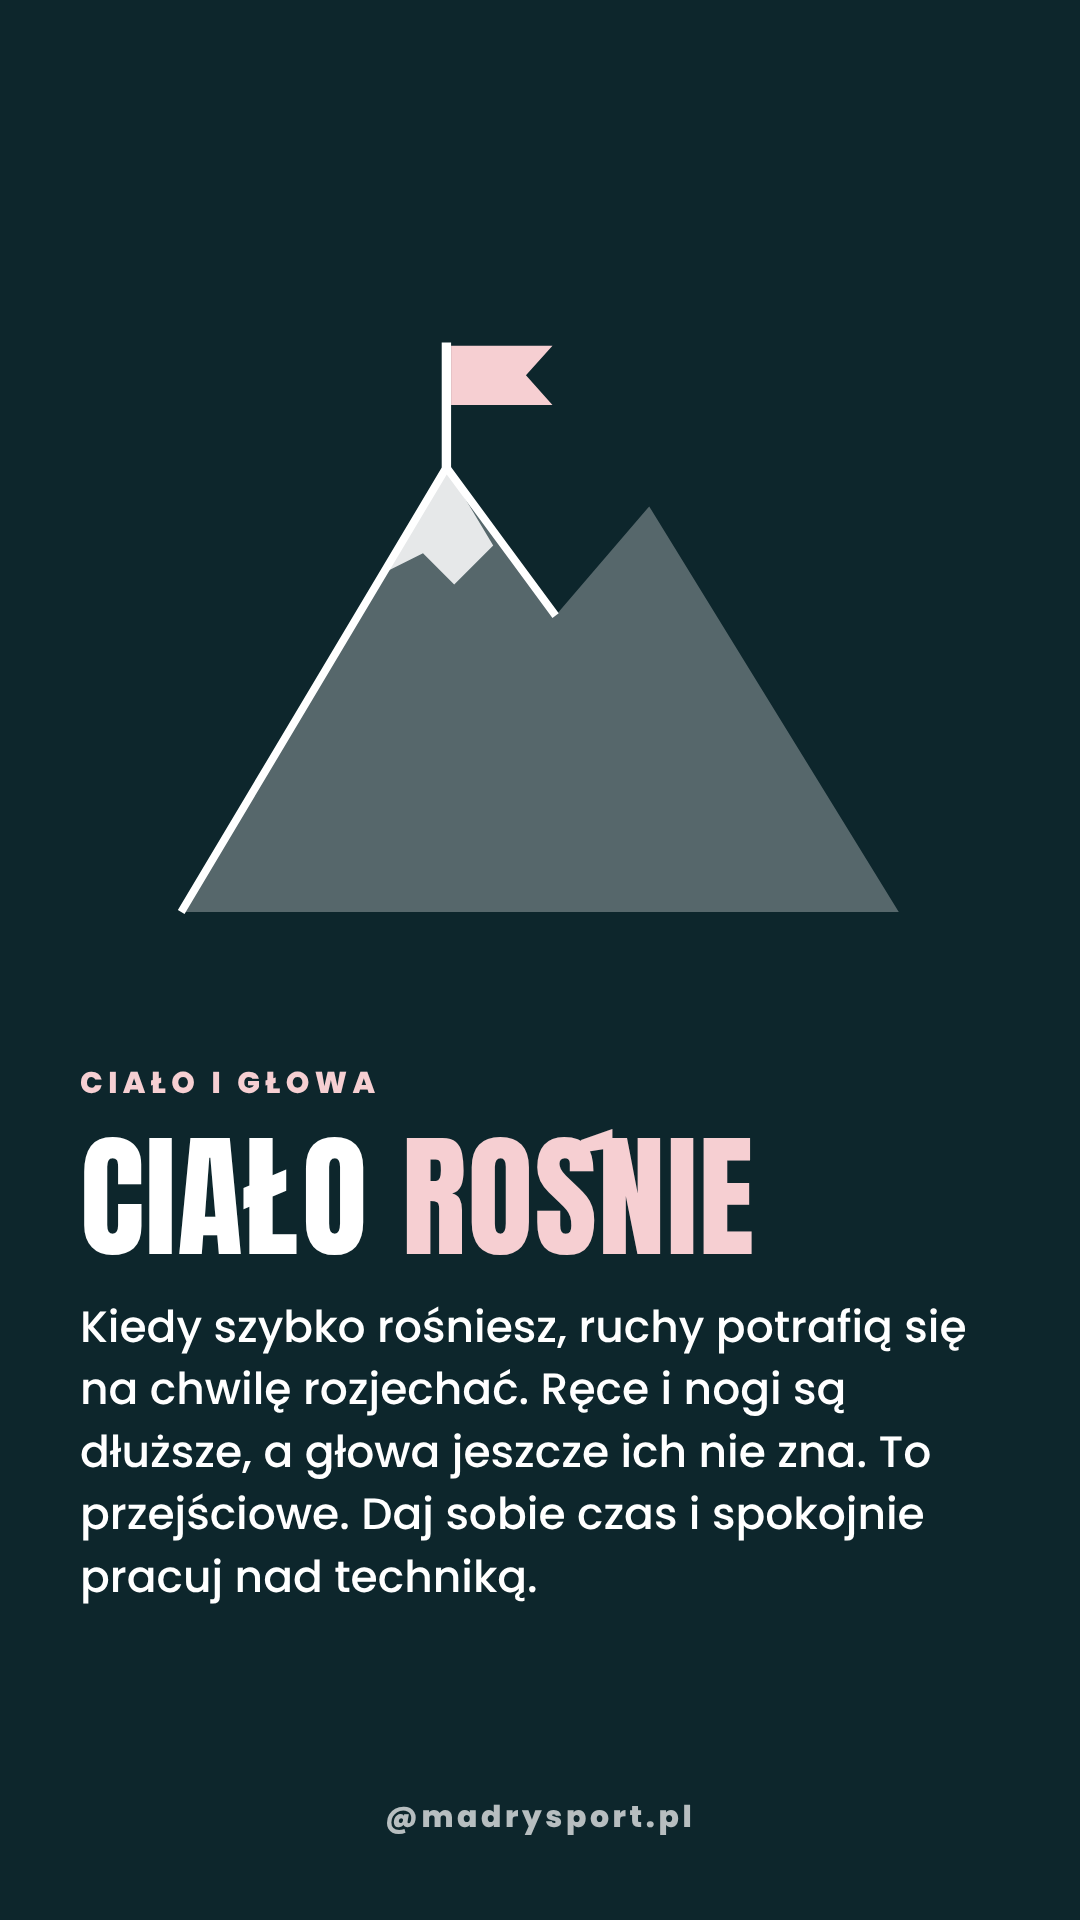 CIAŁO I GŁOWA
CIAŁO ROŚNIE
Kiedy szybko rośniesz, ruchy potrafią się
na chwilę rozjechać. Ręce i nogi są
dłuższe, a głowa jeszcze ich nie zna. To
przejściowe. Daj sobie czas i spokojnie
pracuj nad techniką.
@madrysport.pl